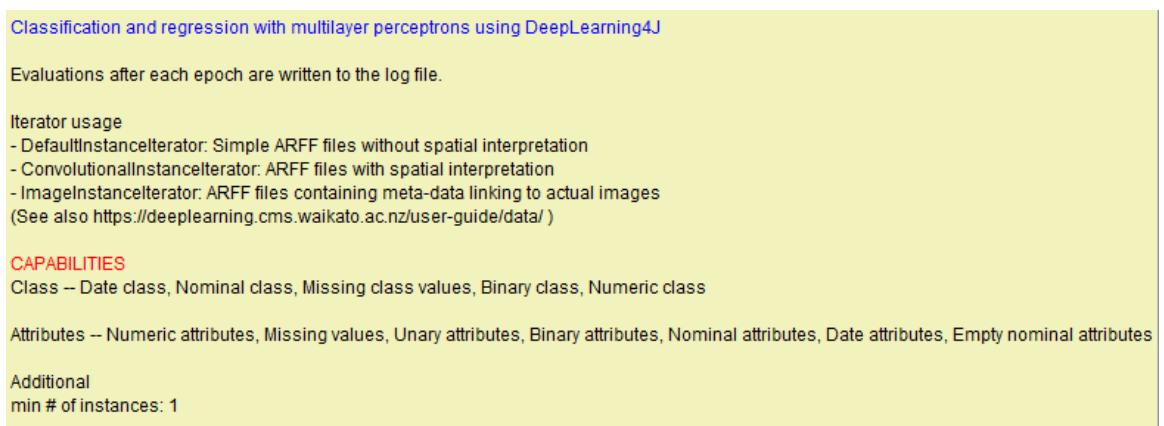 Classification and regression with multilayer perceptrons using DeepLearning4J
Evaluations after each epoch are written to the log file.
Iterator usage
- DefaultInstanceIterator: Simple ARFF files without spatial interpretation
- ConvolutionalInstanceIterator: ARFF files with spatial interpretation
- ImageInstanceIterator: ARFF files containing meta-data linking to actual images
(See also https://deeplearning.cms.waikato.ac.nz/user-guide/data/ )
CAPABILITIES
Class -- Date class, Nominal class, Missing class values, Binary class, Numeric class
Attributes -- Numeric attributes, Missing values, Unary attributes, Binary attributes, Nominal attributes, Date attributes, Empty nominal attributes
Additional
min # of instances: 1